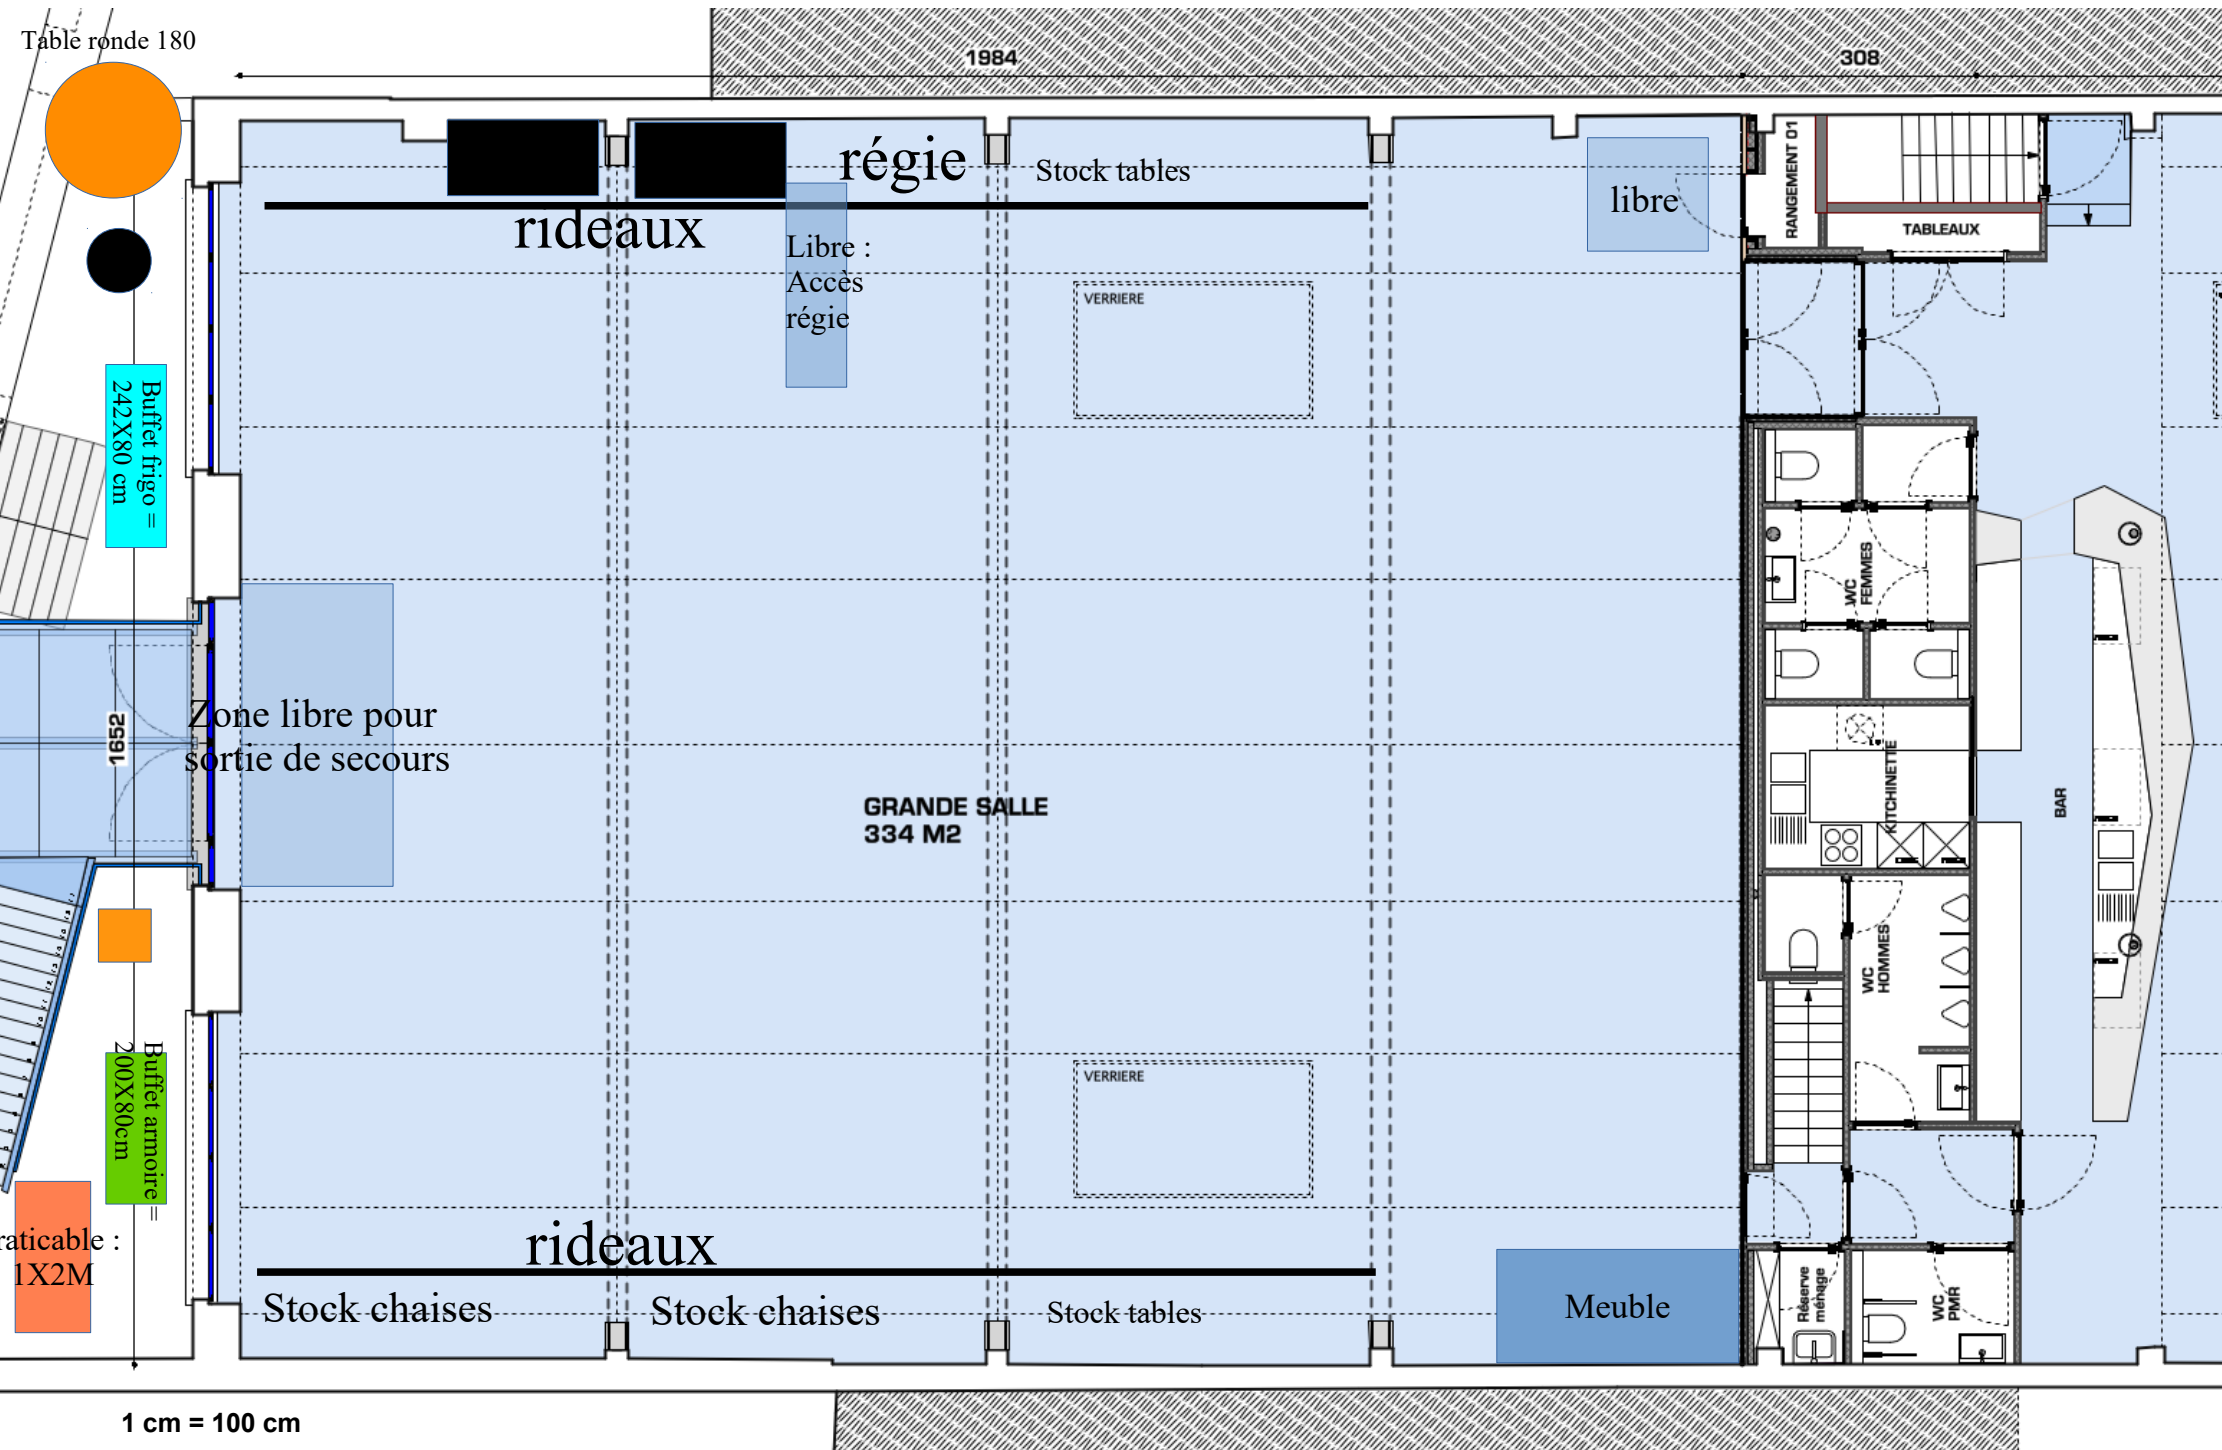 Table ronde 180
1984
308
régie
Stock tables
libre
RANGEMENT 01
TABLEAUX
rideaux
Libre :
Accès
régie
VERRIERE
Buffet frigo =
242X80 cm
WC
FEMMES
Zone libre pour
sortie de secours
1652
GRANDE SALLE
334 M2
KITCHINETTE
BAR
WC
HOMMES
Buffet armoire =
200X80cm
VERRIERE
raticable :
1X2M
rideaux
Stock chaises
Stock chaises
Stock tables
Meuble
Réserve
ménage
WC
PMR
1 cm = 100 cm